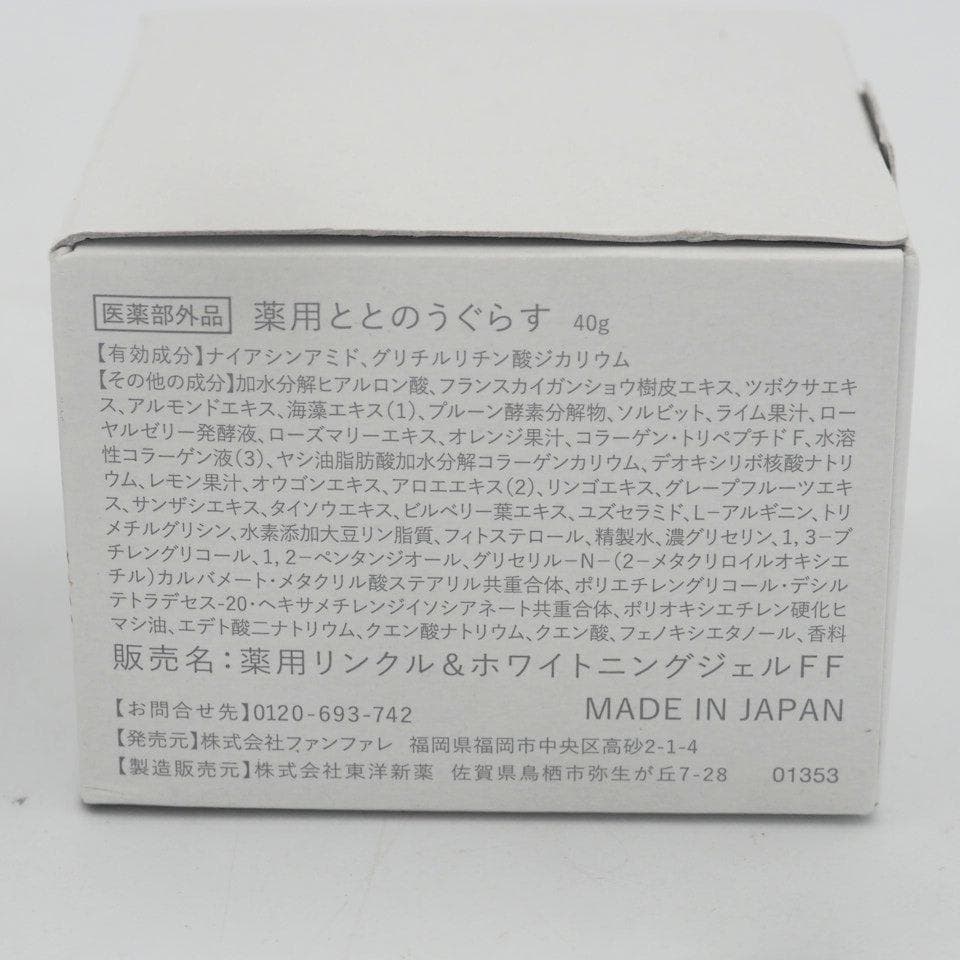 医薬部外品 薬用ととのうぐらす 40g
【有効成分】ナイアシンアミド、グリチルリチン酸ジカリウム
【その他の成分】加水分解ヒアルロン酸、フランスカイガンショウ樹皮エキス、ツボクサエキ
ス、アルモンドエキス、海藻エキス(1)、プルーン酵素分解物、ソルビット、ライム果汁、ロー
ヤルゼリー発酵液、ローズマリーエキス、オレンジ果汁、コラーゲン・トリペプチドF、水溶
性コラーゲン液(3)、ヤシ油脂肪酸加水分解コラーゲンカリウム、デオキシリボ核酸ナトリ
ウム、レモン果汁、オウゴンエキス、アロエエキス(2)、リンゴエキス、グレープフルーツエキ
ス、サンザシエキス、タイソウエキス、ビルベリー葉エキス、ユズセラミド、L-アルギニン、トリ
メチルグリシン、水素添加大豆リン脂質、フィトステロール、精製水、濃グリセリン、1,3-ブ
チレングリコール、1,2-ペンタンジオール、グリセリル-N-(2-メタクリロイルオキシエ
チル)カルバメート・メタクリル酸ステアリル共重合体、ポリエチレングリコール・デシル
テトラデセス-20・ヘキサメチレンジイソシアネート共重合体、ポリオキシエチレン硬化ヒ
マシ油、エデト酸二ナトリウム、クエン酸ナトリウム、クエン酸、フェノキシエタノール、香料
販売名：薬用リンクル＆ホワイトニングジェルFF
【お問合せ先】0120-693-742 MADE IN JAPAN
【発売元】株式会社ファンファレ 福岡県福岡市中央区高砂2-1-4
【製造販売元】株式会社東洋新薬 佐賀県鳥栖市弥生が丘7-28 01353